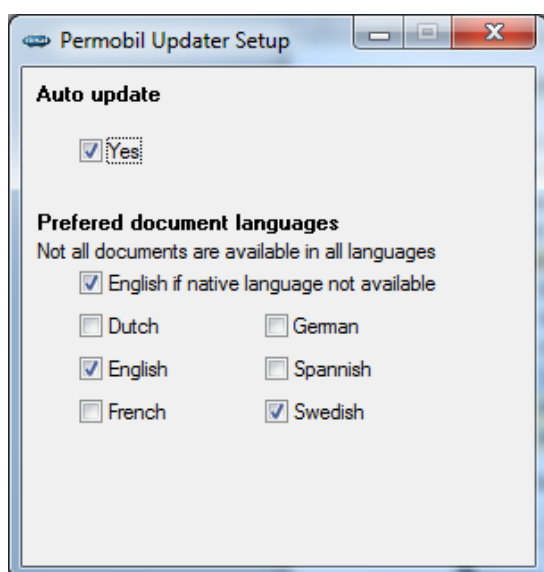 Permobil Updater Setup
Auto update
Yes
Prefered document languages
Not all documents are available in all languages
English if native language not available
Dutch German
English Spannish
French Swedish